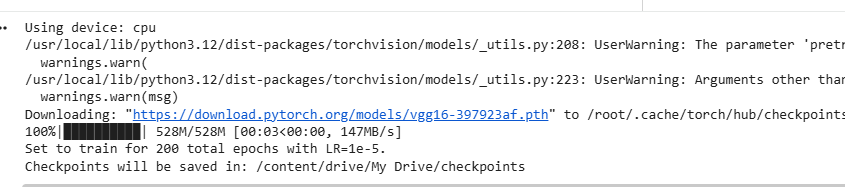 Using device: cpu
/usr/local/lib/python3.12/dist-packages/torchvision/models/_utils.py:208: UserWarning: The parameter 'pretr
warnings.warn(
/usr/local/lib/python3.12/dist-packages/torchvision/models/_utils.py:223: UserWarning: Arguments other than
warnings.warn(msg)
Downloading: "https://download.pytorch.org/models/vgg16-397923af.pth" to /root/.cache/torch/hub/checkpoints
100%|██████████| 528M/528M [00:03<00:00, 147MB/s]
Set to train for 200 total epochs with LR=1e-5.
Checkpoints will be saved in: /content/drive/My Drive/checkpoints